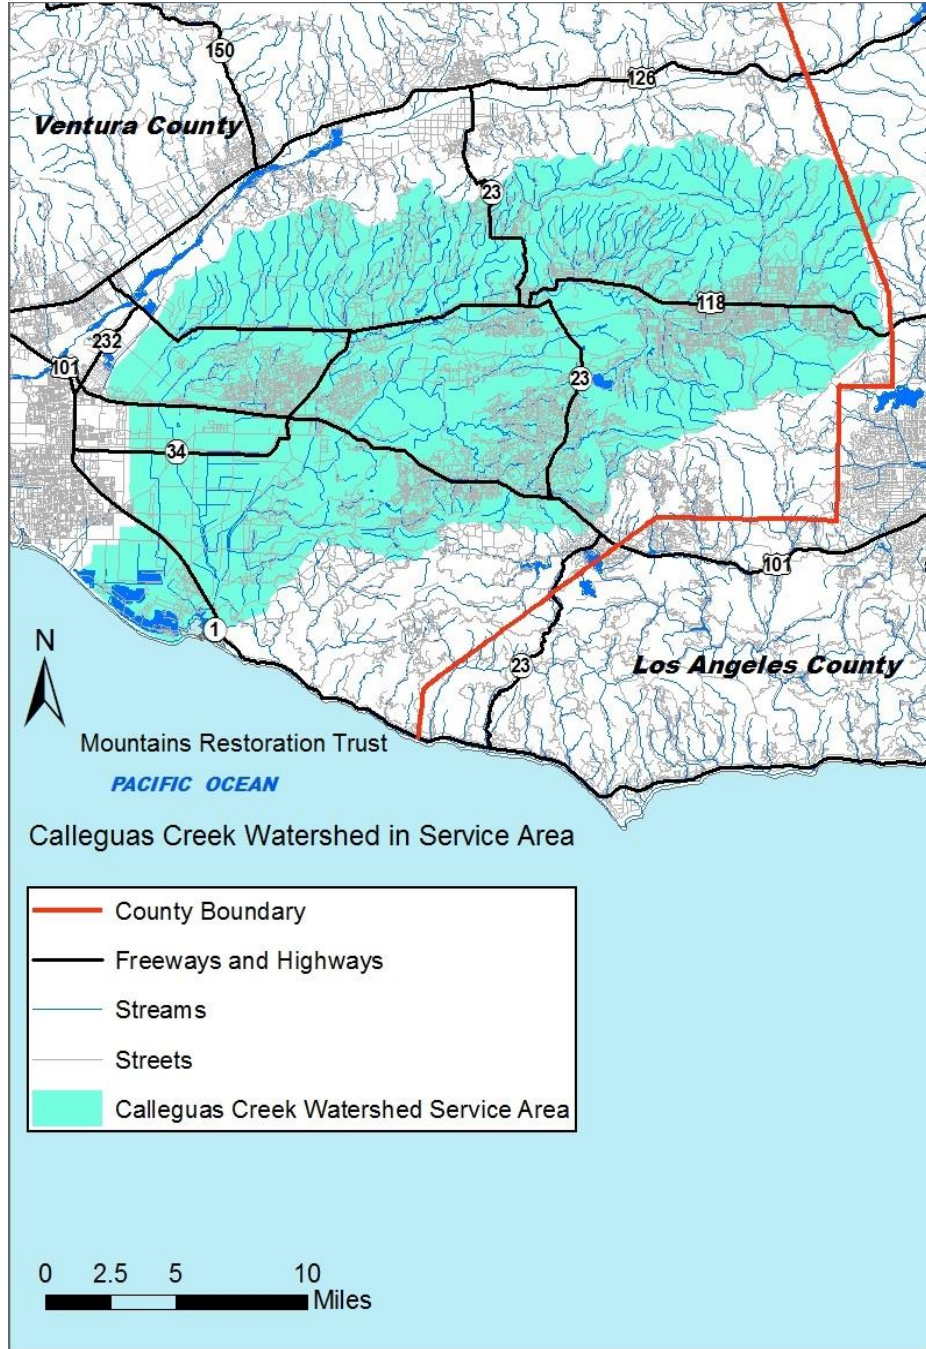 150
126
Ventura County
23
118
232
101
23
34
101
1
23
Los Angeles County
N
Mountains Restoration Trust
PACIFIC OCEAN
Calleguas Creek Watershed in Service Area
County Boundary
Freeways and Highways
Streams
Streets
Calleguas Creek Watershed Service Area
0 2.5 5 10
Miles